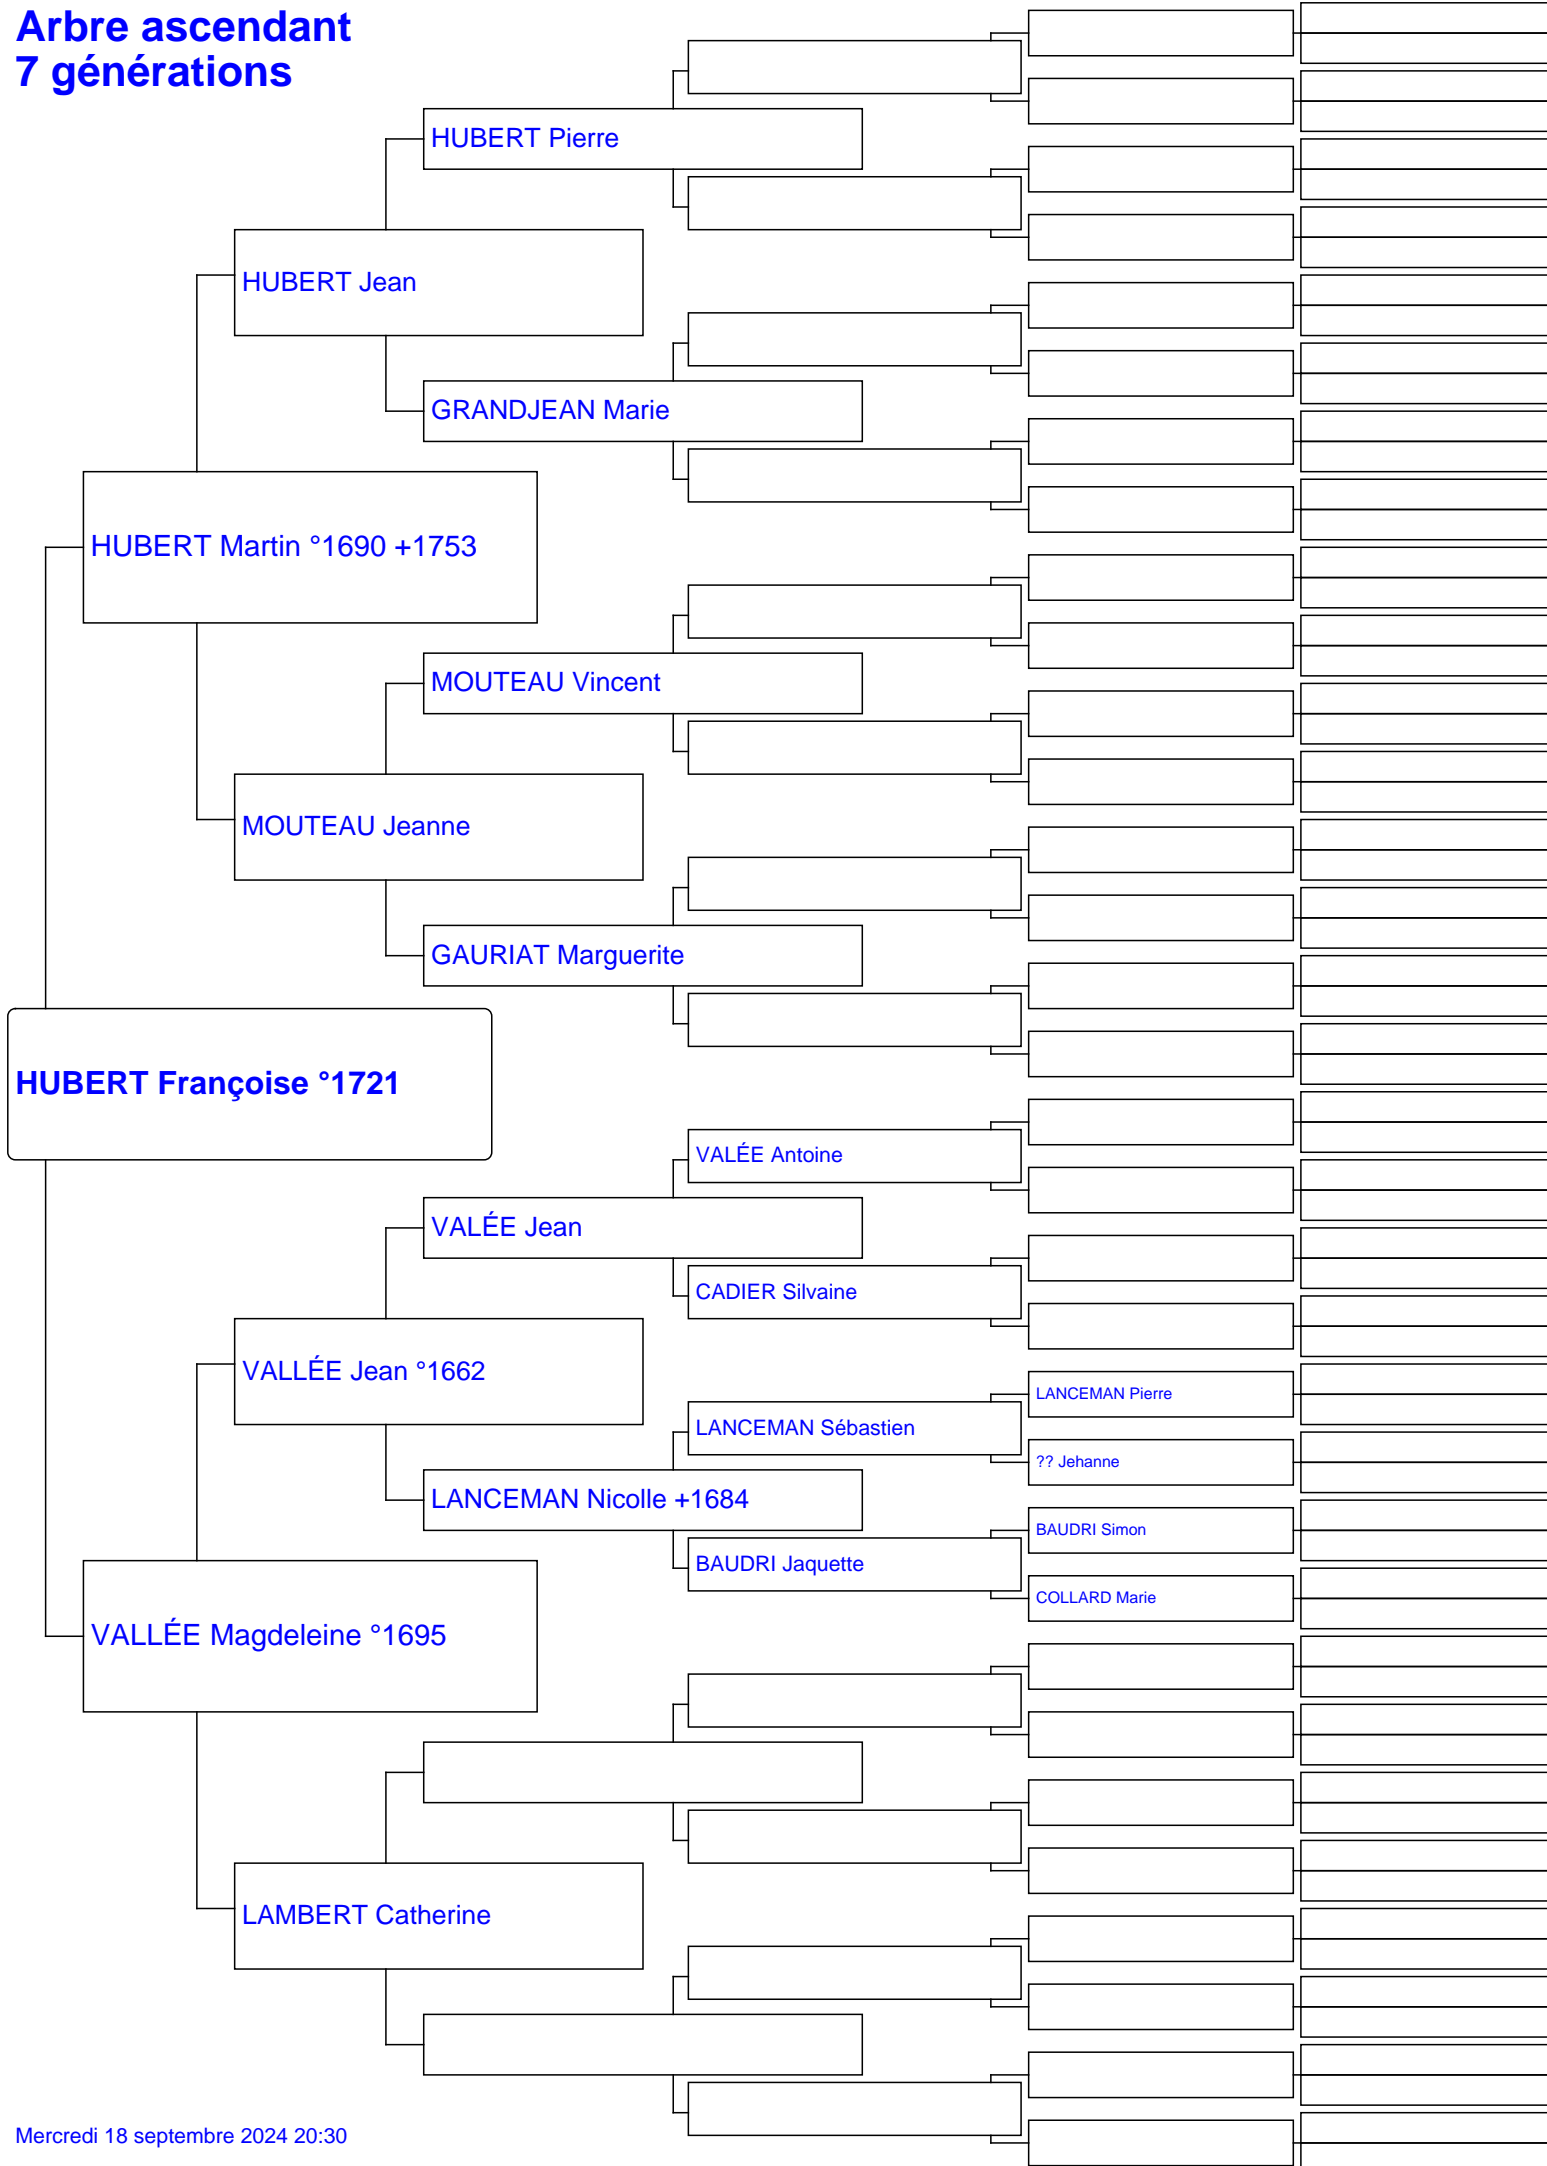 Arbre ascendant
7 générations
HUBERT Pierre
HUBERT Jean
GRANDJEAN Marie
HUBERT Martin °1690 +1753
MOUTEAU Vincent
MOUTEAU Jeanne
GAURIAT Marguerite
HUBERT Françoise °1721
VALÉE Antoine
VALÉE Jean
CADIER Silvaine
VALLÉE Jean °1662
LANCEMAN Pierre
LANCEMAN Sébastien
?? Jehanne
LANCEMAN Nicolle +1684
BAUDRI Simon
BAUDRI Jaquette
COLLARD Marie
VALLÉE Magdeleine °1695
LAMBERT Catherine
Mercredi 18 septembre 2024 20:30